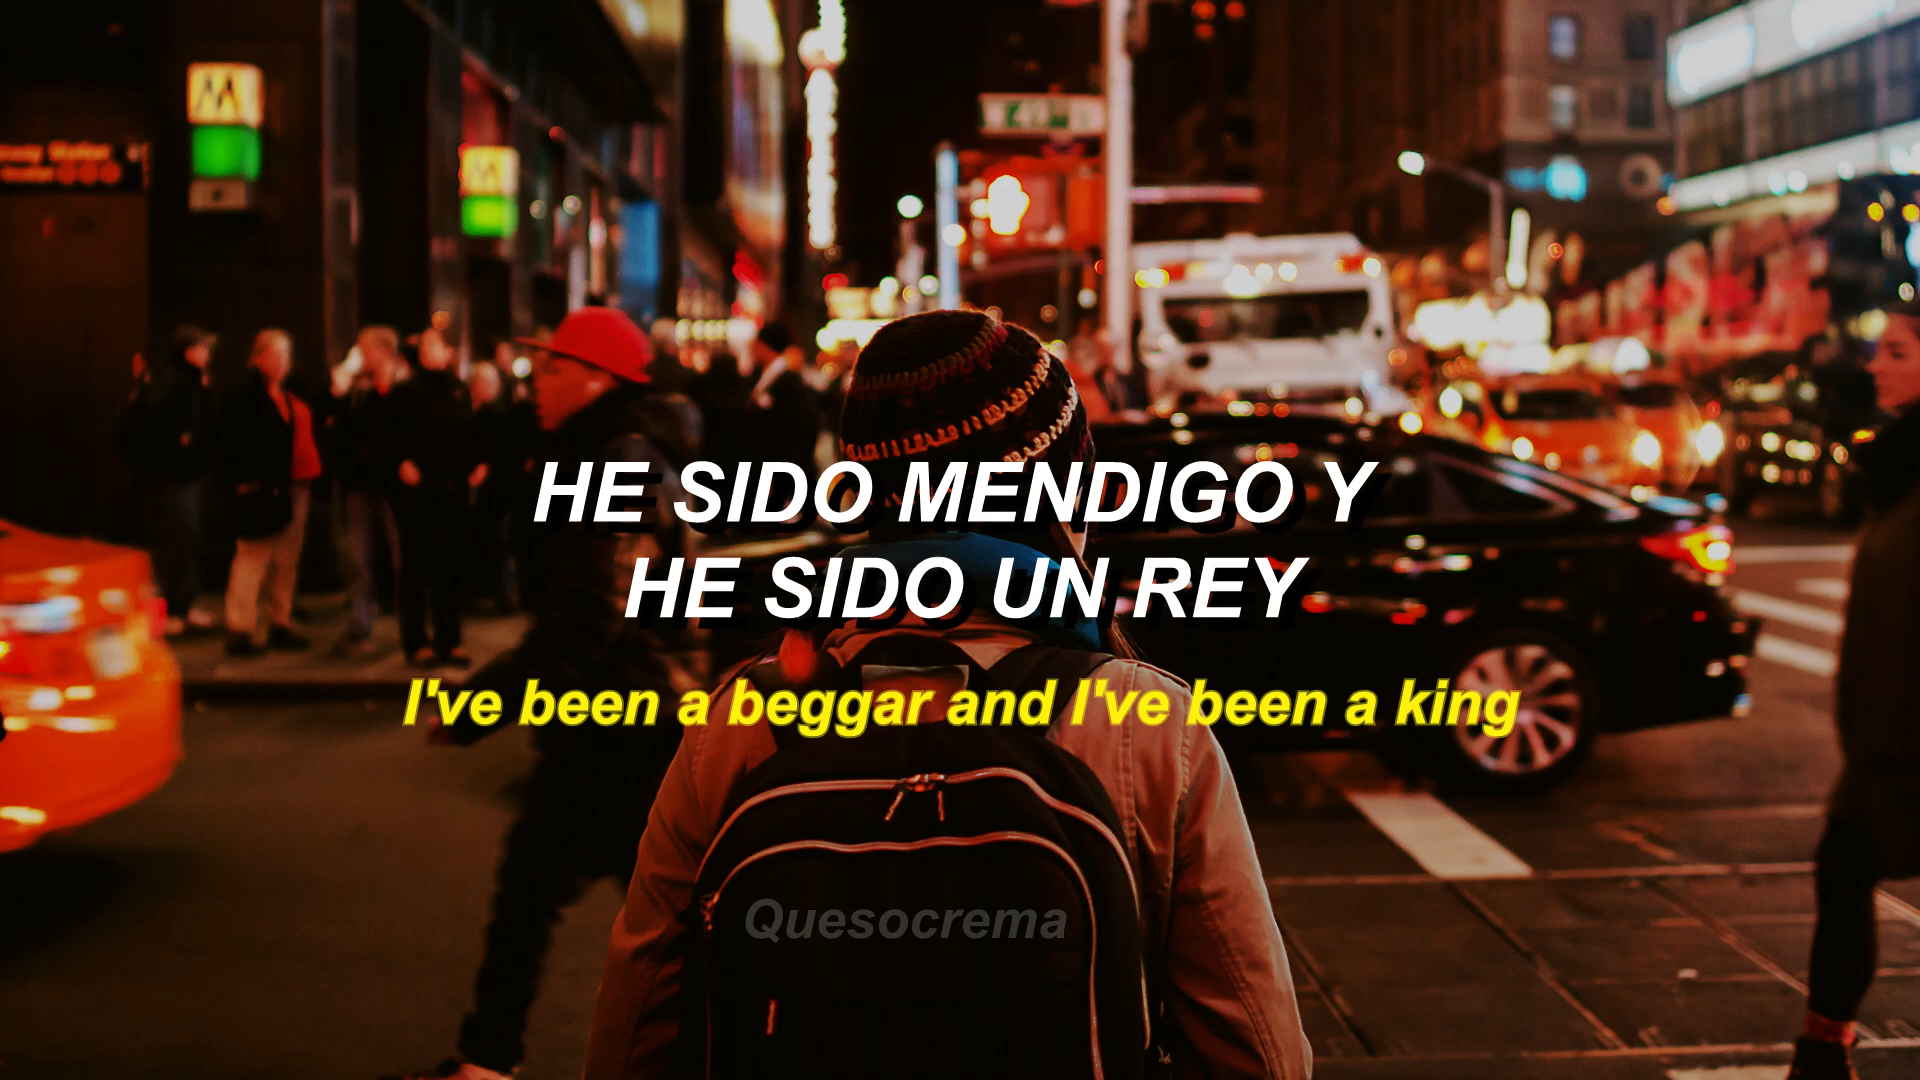 HE SIDO MENDIGO Y
HE SIDO UN REY
I've been a beggar and I've been a king
Quesocrema